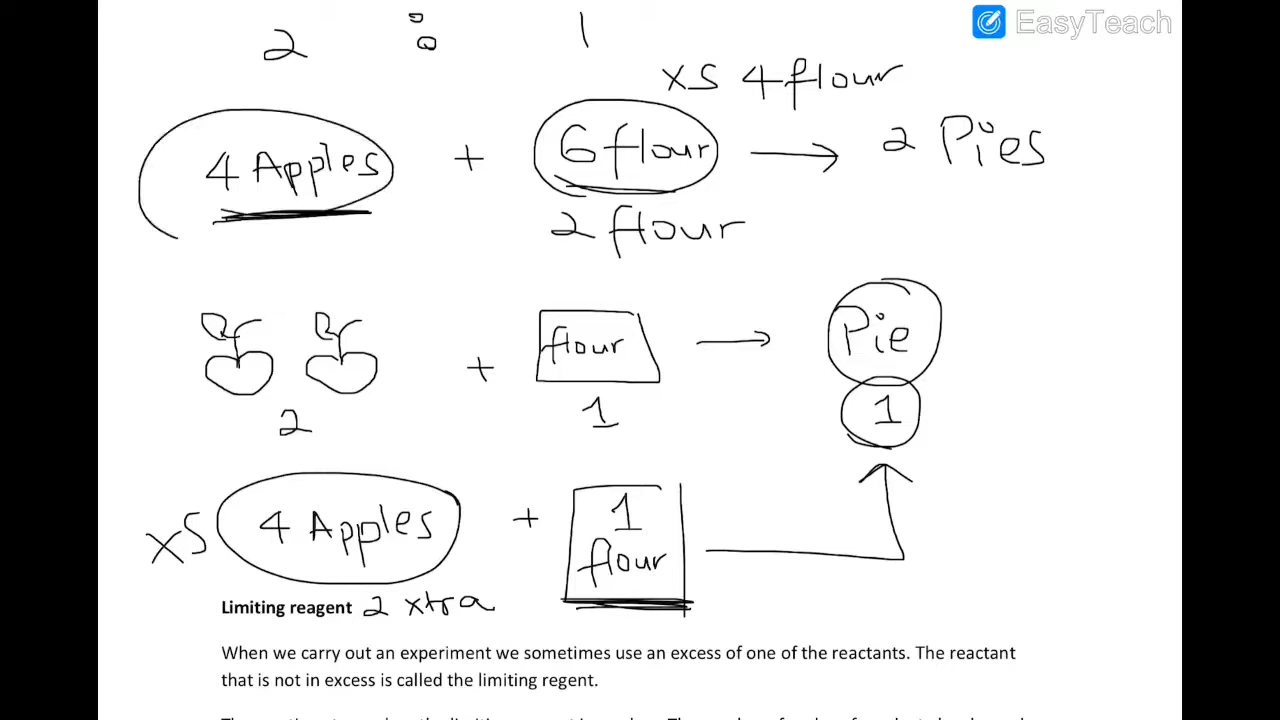 EasyTeach
2 : 1
xs 4 flour
4 Apples + 6 flour → 2 Pies
2 flour
flour + → Pie
2 1 1
xs 4 Apples + 1 flour
Limiting reagent 2 xtra
When we carry out an experiment we sometimes use an excess of one of the reactants. The reactant
that is not in excess is called the limiting regent.